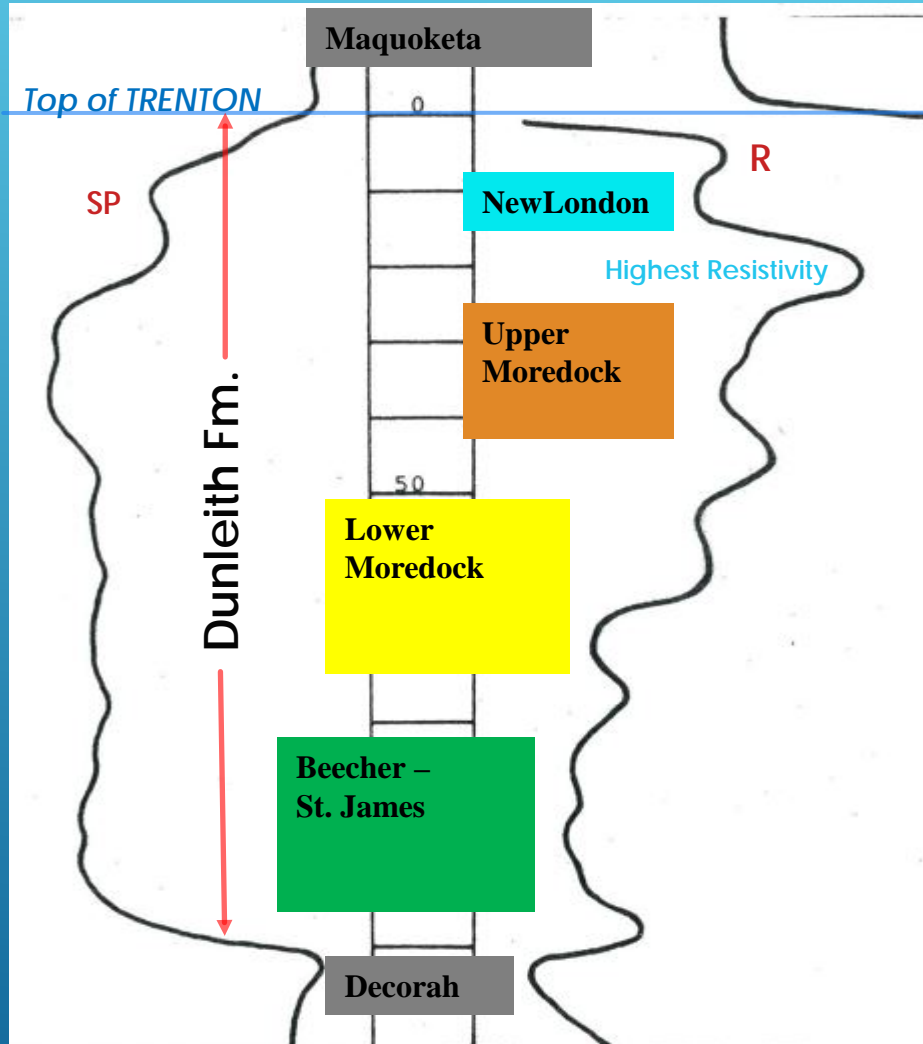 Maquoketa
Top of TRENTON
0
R
SP
NewLondon
Highest Resistivity
Upper
Moredock
Dunleith Fm.
50
Lower
Moredock
Beecher –
St. James
Decorah